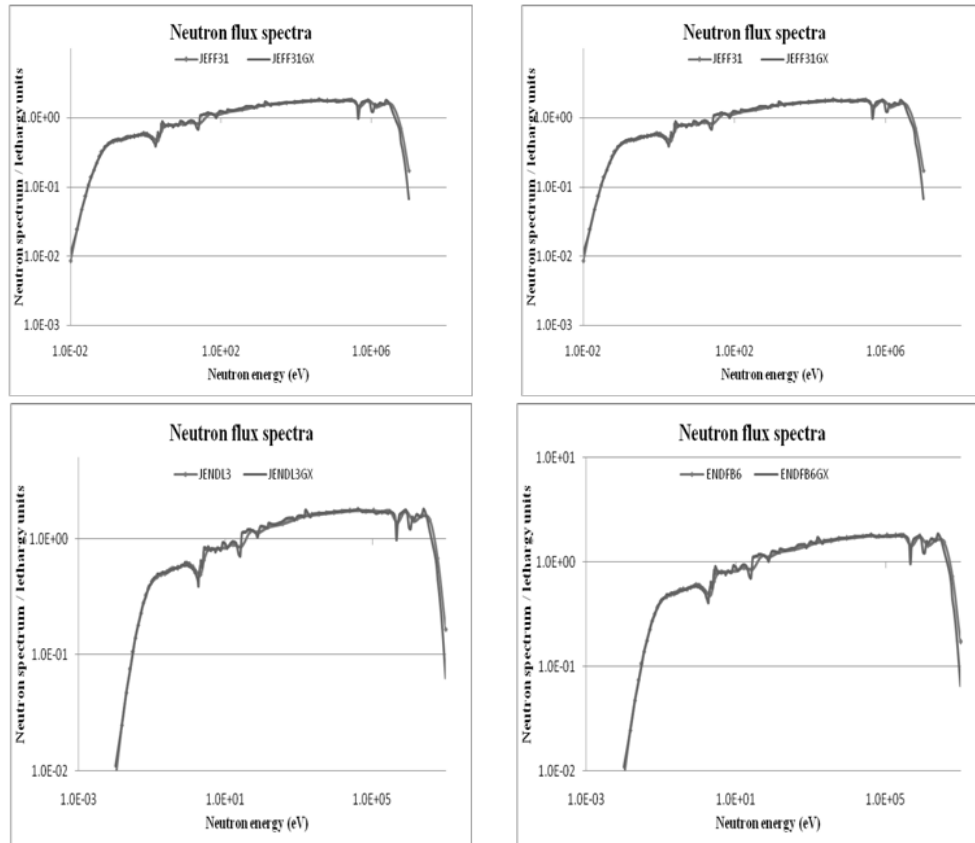 Neutron flux spectra
JEFF31 JEFF31GX
Neutron spectrum / lethargy units
1.0E+00
1.0E-01
1.0E-02
1.0E-03
1.0E-02 1.0E+02 1.0E+06
Neutron energy (eV)
Neutron flux spectra
JEFF31 JEFF31GX
Neutron spectrum / lethargy units
1.0E+00
1.0E-01
1.0E-02
1.0E-03
1.0E-02 1.0E+02 1.0E+06
Neutron energy (eV)
Neutron flux spectra
JENDL3 JENDL3GX
Neutron spectrum / lethargy units
1.0E+00
1.0E-01
1.0E-02
1.0E-03 1.0E+01 1.0E+05
Neutron energy (eV)
Neutron flux spectra
ENDFB6 ENDFB6GX
Neutron spectrum / lethargy units
1.0E+01
1.0E+00
1.0E-01
1.0E-02
1.0E-03 1.0E+01 1.0E+05
Neutron energy (eV)